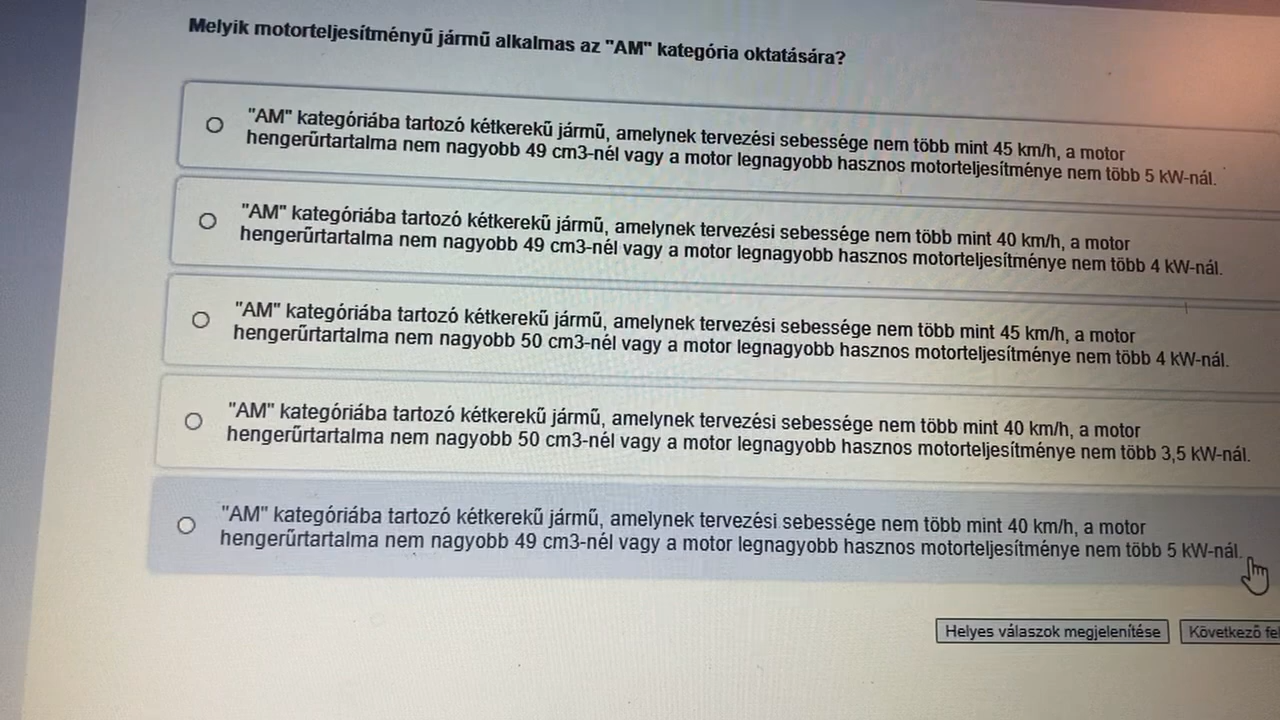 Melyik motorteljesítményű jármű alkalmas az "AM" kategória oktatására?
"AM" kategóriába tartozó kétkerekű jármű, amelynek tervezési sebessége nem több mint 45 km/h, a motor
hengerűrtartalma nem nagyobb 49 cm3-nél vagy a motor legnagyobb hasznos motorteljesítménye nem több 5 kW-nál.
"AM" kategóriába tartozó kétkerekű jármű, amelynek tervezési sebessége nem több mint 40 km/h, a motor
hengerűrtartalma nem nagyobb 49 cm3-nél vagy a motor legnagyobb hasznos motorteljesítménye nem több 4 kW-nál.
"AM" kategóriába tartozó kétkerekű jármű, amelynek tervezési sebessége nem több mint 45 km/h, a motor
hengerűrtartalma nem nagyobb 50 cm3-nél vagy a motor legnagyobb hasznos motorteljesítménye nem több 4 kW-nál.
"AM" kategóriába tartozó kétkerekű jármű, amelynek tervezési sebessége nem több mint 40 km/h, a motor
hengerűrtartalma nem nagyobb 50 cm3-nél vagy a motor legnagyobb hasznos motorteljesítménye nem több 3,5 kW-nál.
"AM" kategóriába tartozó kétkerekű jármű, amelynek tervezési sebessége nem több mint 40 km/h, a motor
hengerűrtartalma nem nagyobb 49 cm3-nél vagy a motor legnagyobb hasznos motorteljesítménye nem több 5 kW-nál.
Helyes válaszok megjelenítése
Következő